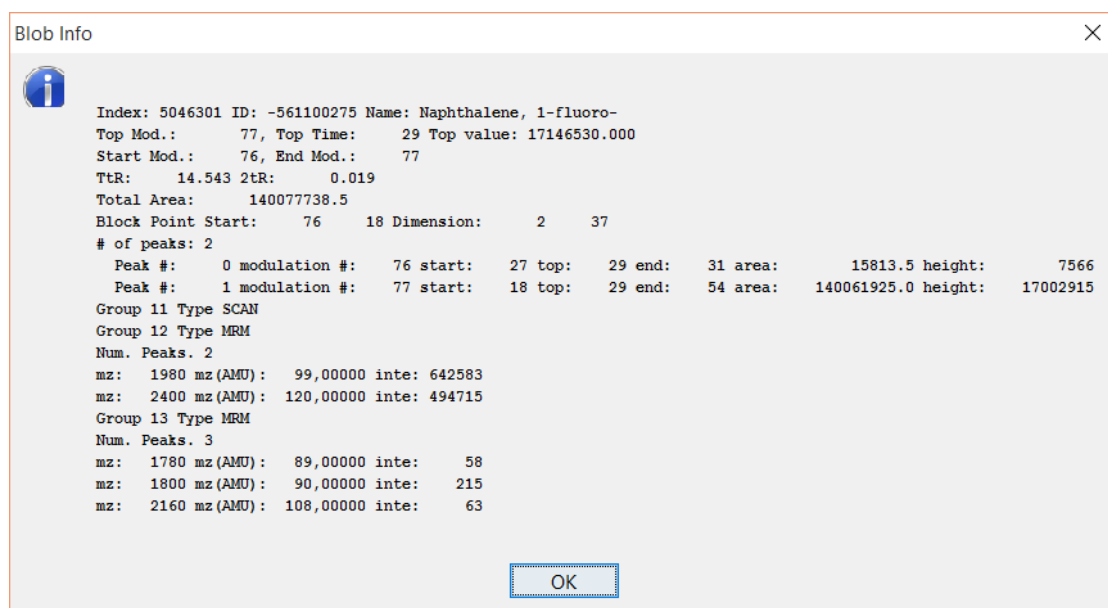 Blob Info
Index: 5046301 ID: -561100275 Name: Naphthalene, 1-fluoro-
Top Mod.: 77, Top Time: 29 Top value: 17146530.000
Start Mod.: 76, End Mod.: 77
TtR: 14.543 2tR: 0.019
Total Area: 140077738.5
Block Point Start: 76 18 Dimension: 2 37
# of peaks: 2
Peak #: 0 modulation #: 76 start: 27 top: 29 end: 31 area: 15813.5 height: 7566
Peak #: 1 modulation #: 77 start: 18 top: 29 end: 54 area: 140061925.0 height: 17002915
Group 11 Type SCAN
Group 12 Type MRM
Num. Peaks. 2
mz: 1980 mz(AMU): 99,00000 inte: 642583
mz: 2400 mz(AMU): 120,00000 inte: 494715
Group 13 Type MRM
Num. Peaks. 3
mz: 1780 mz(AMU): 89,00000 inte: 58
mz: 1800 mz(AMU): 90,00000 inte: 215
mz: 2160 mz(AMU): 108,00000 inte: 63
OK